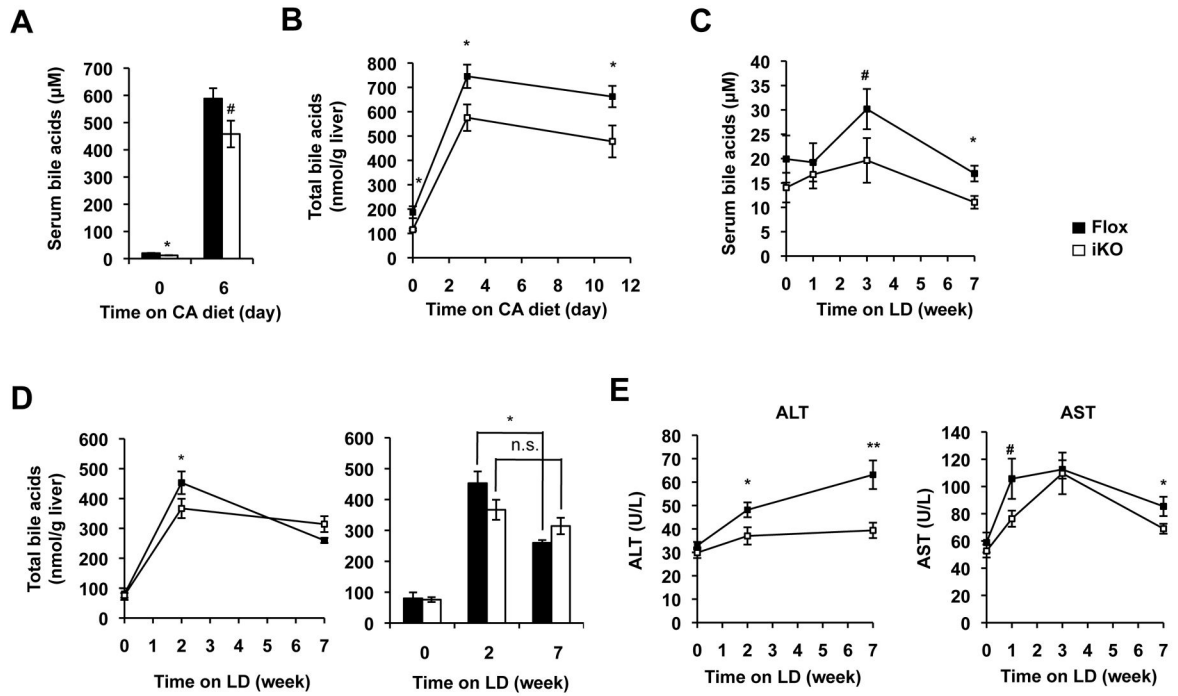 A
Serum bile acids (μM)
700
600
500
400
300
200
100
0
#
*
0 6
Time on CA diet (day)
B
Total bile acids
(nmol/g liver)
800
700
600
500
400
300
200
100
0
*
*
*
0 2 4 6 8 10 12
Time on CA diet (day)
C
Serum bile acids (μM)
40
35
30
25
20
15
10
5
0
#
*
0 1 2 3 4 5 6 7
Time on LD (week)
Flox
iKO
D
Total bile acids
(nmol/g liver)
600
500
400
300
200
100
0
*
0 1 2 3 4 5 6 7
Time on LD (week)
600
500
400
300
200
100
0
*
n.s.
0 2 7
Time on LD (week)
E
ALT
ALT (U/L)
80
70
60
50
40
30
20
10
0
*
**
0 1 2 3 4 5 6 7
Time on LD (week)
AST
AST (U/L)
140
120
100
80
60
40
20
0
#
*
0 1 2 3 4 5 6 7
Time on LD (week)